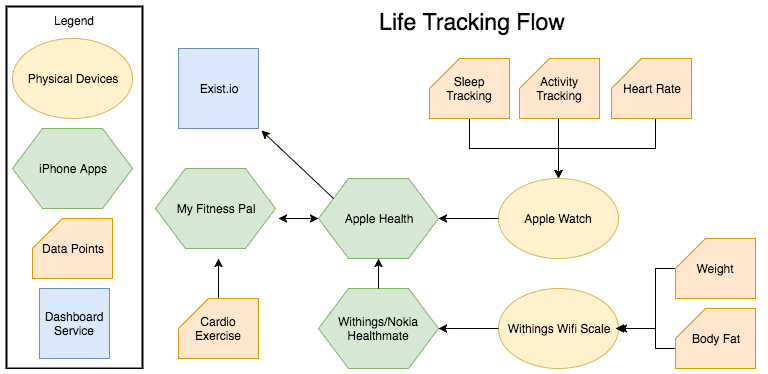 Life Tracking Flow
Legend
Physical Devices
iPhone Apps
Data Points
Dashboard
Service
Exist.io
Sleep
Tracking
Activity
Tracking
Heart Rate
My Fitness Pal
Apple Health
Apple Watch
Cardio
Exercise
Withings/Nokia
Healthmate
Withings Wifi Scale
Weight
Body Fat